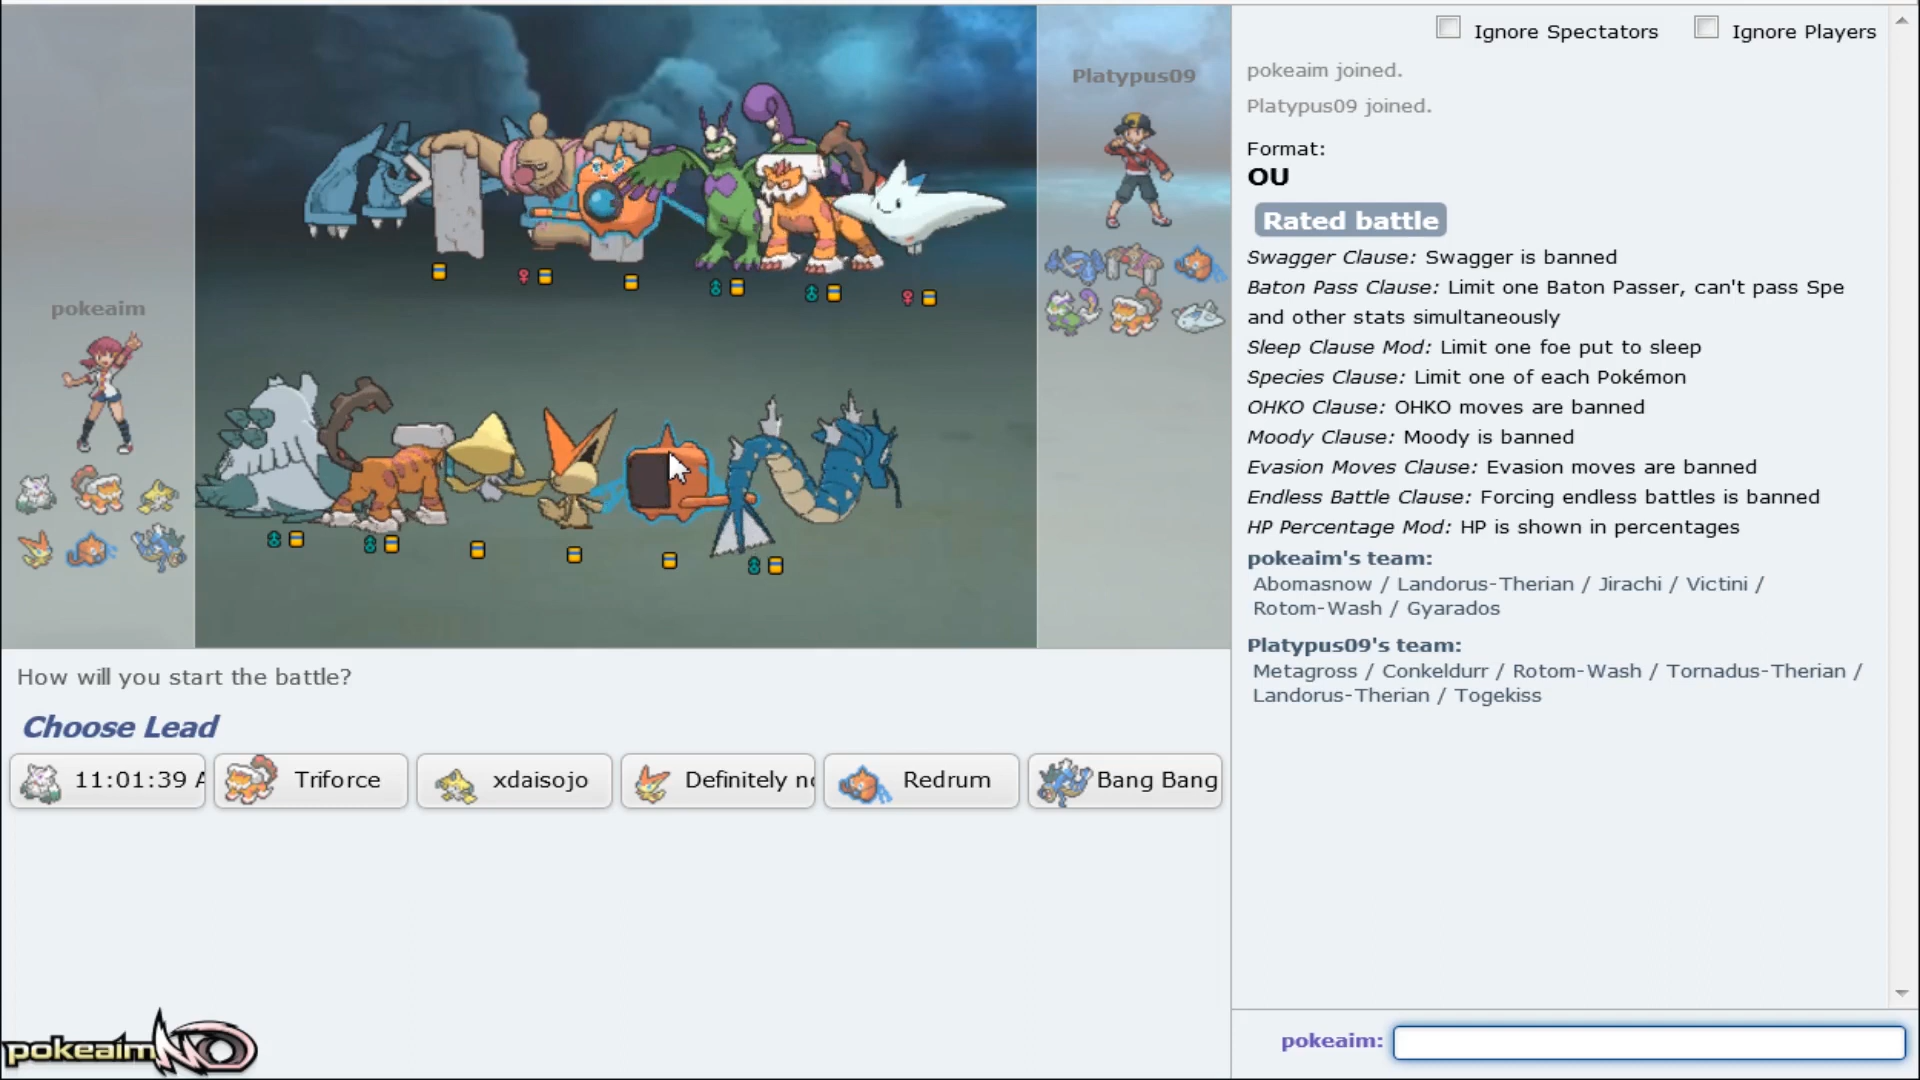 Ignore Spectators
Ignore Players
pokeaim joined.
Platypus09 joined.
Format:
OU
Rated battle
Swagger Clause: Swagger is banned
Baton Pass Clause: Limit one Baton Passer, can't pass Spe
and other stats simultaneously
Sleep Clause Mod: Limit one foe put to sleep
Species Clause: Limit one of each Pokémon
OHKO Clause: OHKO moves are banned
Moody Clause: Moody is banned
Evasion Moves Clause: Evasion moves are banned
Endless Battle Clause: Forcing endless battles is banned
HP Percentage Mod: HP is shown in percentages
pokeaim's team:
Abomasnow / Landorus-Therian / Jirachi / Victini /
Rotom-Wash / Gyarados
Platypus09's team:
Metagross / Conkeldurr / Rotom-Wash / Tornadus-Therian /
Landorus-Therian / Togekiss
Platypus09
pokeaim
How will you start the battle?
Choose Lead
11:01:39 A
Triforce
xdaisojo
Definitely no
Redrum
Bang Bang
pokeaimMD
pokeaim: